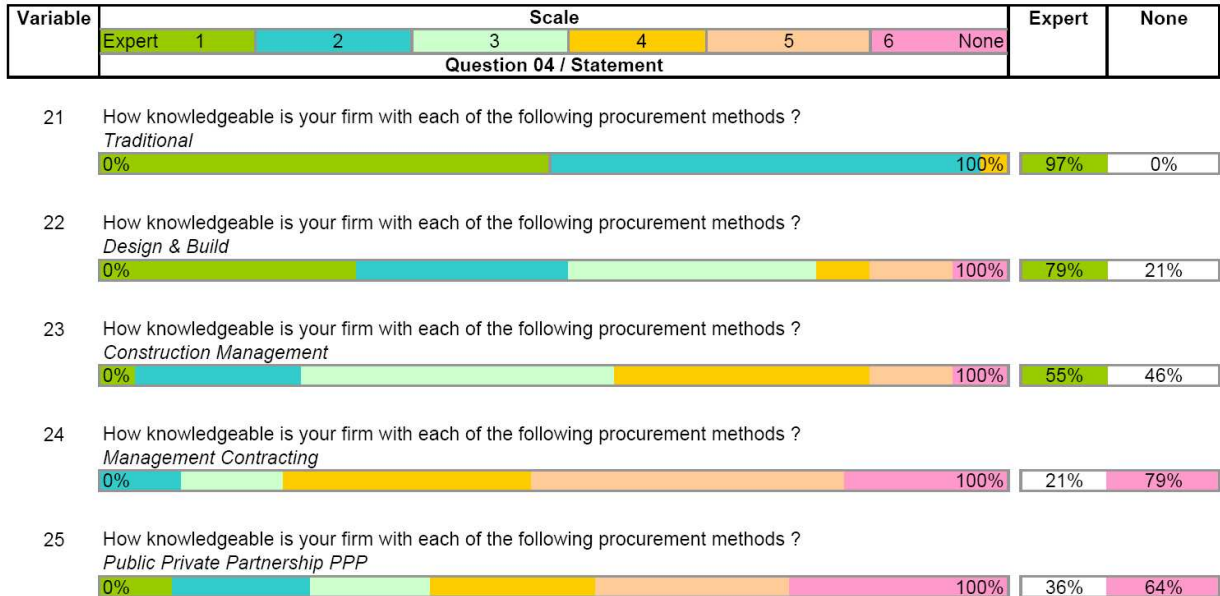 Variable Scale Expert None
Expert 1 2 3 4 5 6 None
Question 04 / Statement
21 How knowledgeable is your firm with each of the following procurement methods ?
Traditional
0% 100% 97% 0%
22 How knowledgeable is your firm with each of the following procurement methods ?
Design & Build
0% 100% 79% 21%
23 How knowledgeable is your firm with each of the following procurement methods ?
Construction Management
0% 100% 55% 46%
24 How knowledgeable is your firm with each of the following procurement methods ?
Management Contracting
0% 100% 21% 79%
25 How knowledgeable is your firm with each of the following procurement methods ?
Public Private Partnership PPP
0% 100% 36% 64%